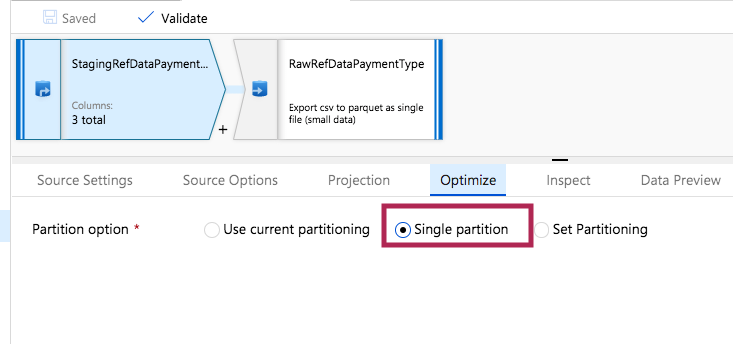 Saved Validate
StagingRefDataPayment...
Columns:
3 total
+
RawRefDataPaymentType
Export csv to parquet as single
file (small data)
Source Settings Source Options Projection Optimize Inspect Data Preview
Partition option * Use current partitioning Single partition Set Partitioning